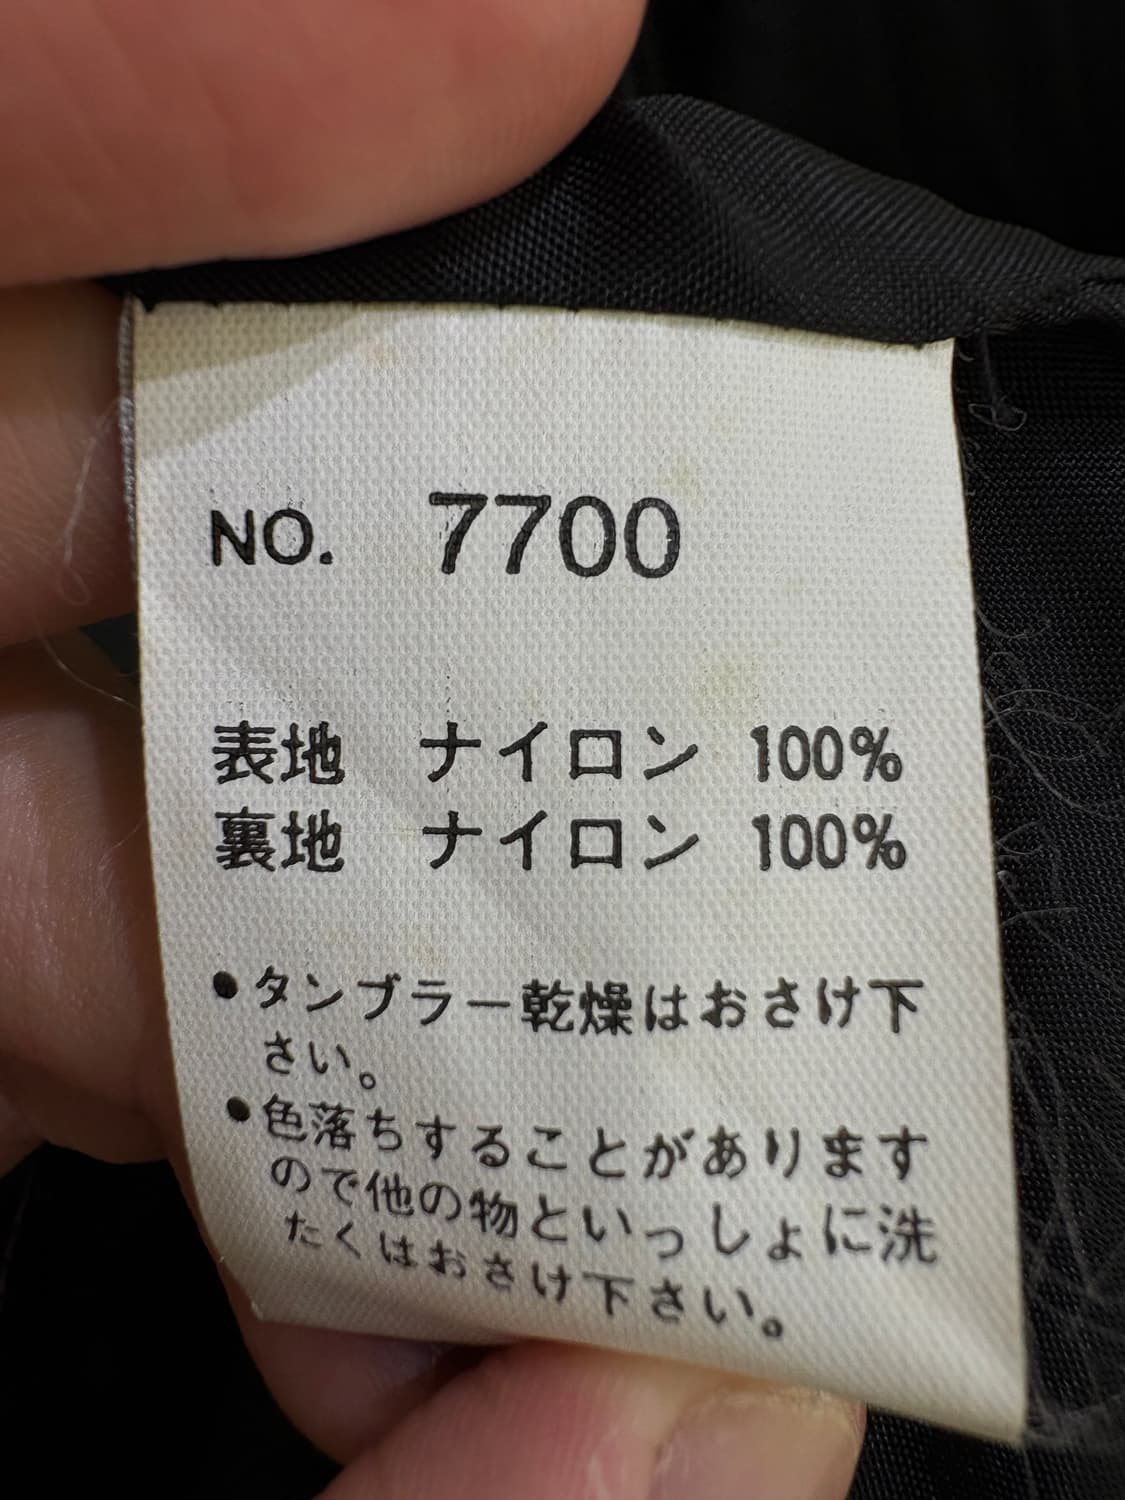 NO. 7700
表地 ナイロン 100%
裏地 ナイロン 100%
●タンブラー乾燥はおさけ下
さい。
●色落ちすることがあります
ので他の物といっしょに洗
たくはおさけ下さい。